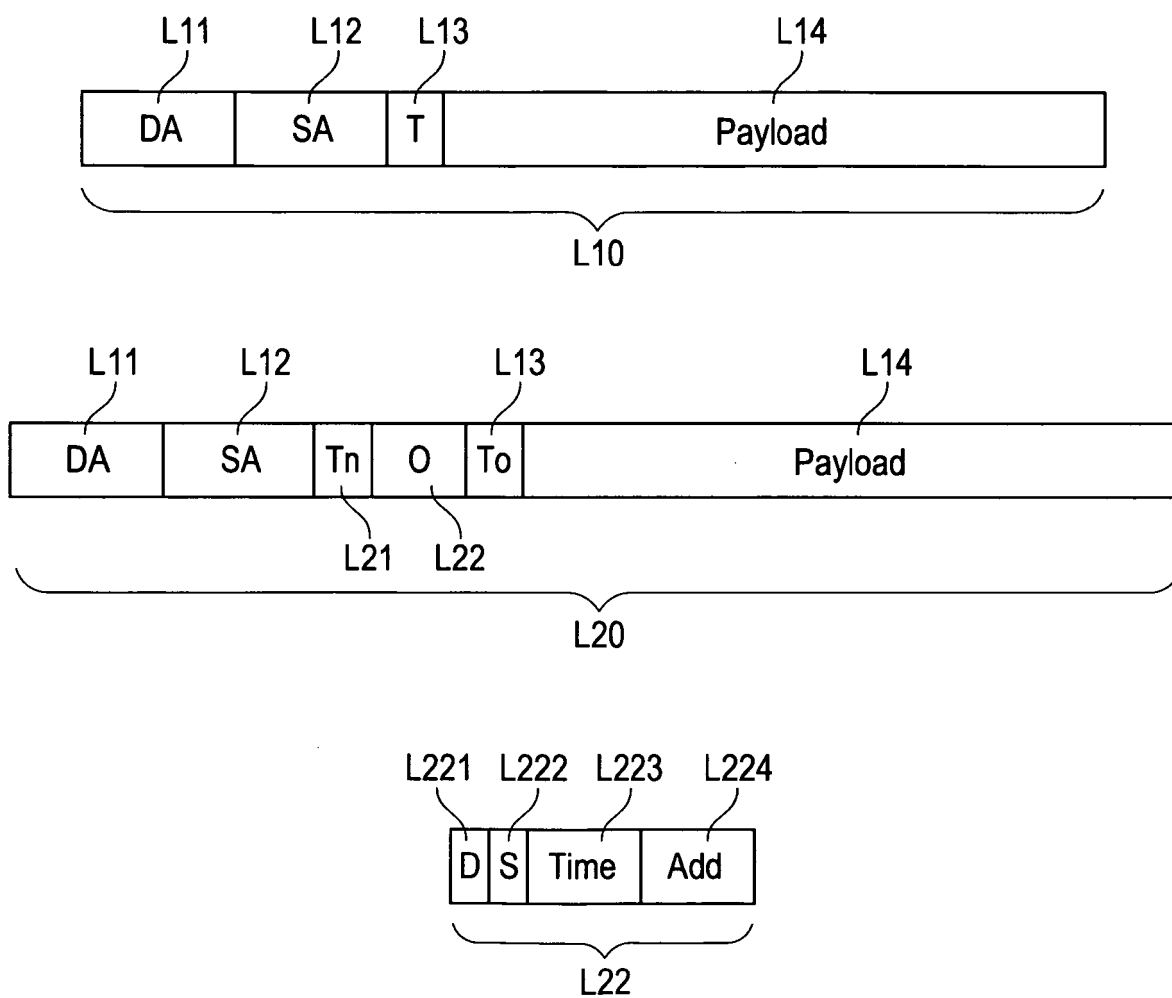 L11 L12 L13 L14
DA SA T Payload
L10
L11 L12 L13 L14
DA SA Tn O To Payload
L21 L22
L20
L221 L222 L223 L224
D S Time Add
L22